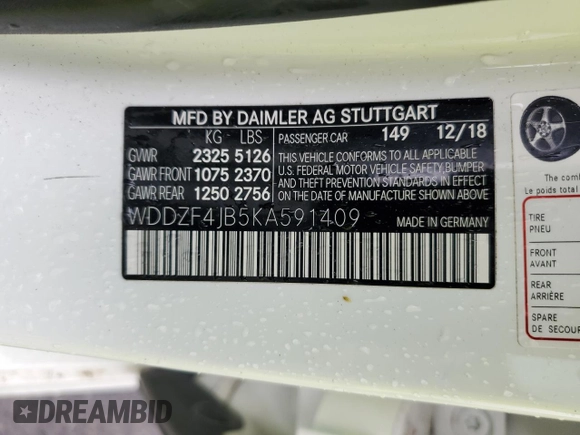 MFD BY DAIMLER AG STUTTGART
KG LBS
GVWR 2325 5126
GAWR FRONT 1075 2370
GAWR REAR 1250 2756
PASSENGER CAR 149 12/18
THIS VEHICLE CONFORMS TO ALL APPLICABLE
U.S. FEDERAL MOTOR VEHICLE SAFETY, BUMPER
AND THEFT PREVENTION STANDARDS IN EFFECT
ON THE DATE OF MANUFACTURE SHOWN ABOVE
WDDZF4JB5KA591409 MADE IN GERMANY
The com
Le poids total
TIRE
PNEU
FRONT
AVANT
REAR
ARRIÈRE
SPARE
DE SECOUR
DREAMBID